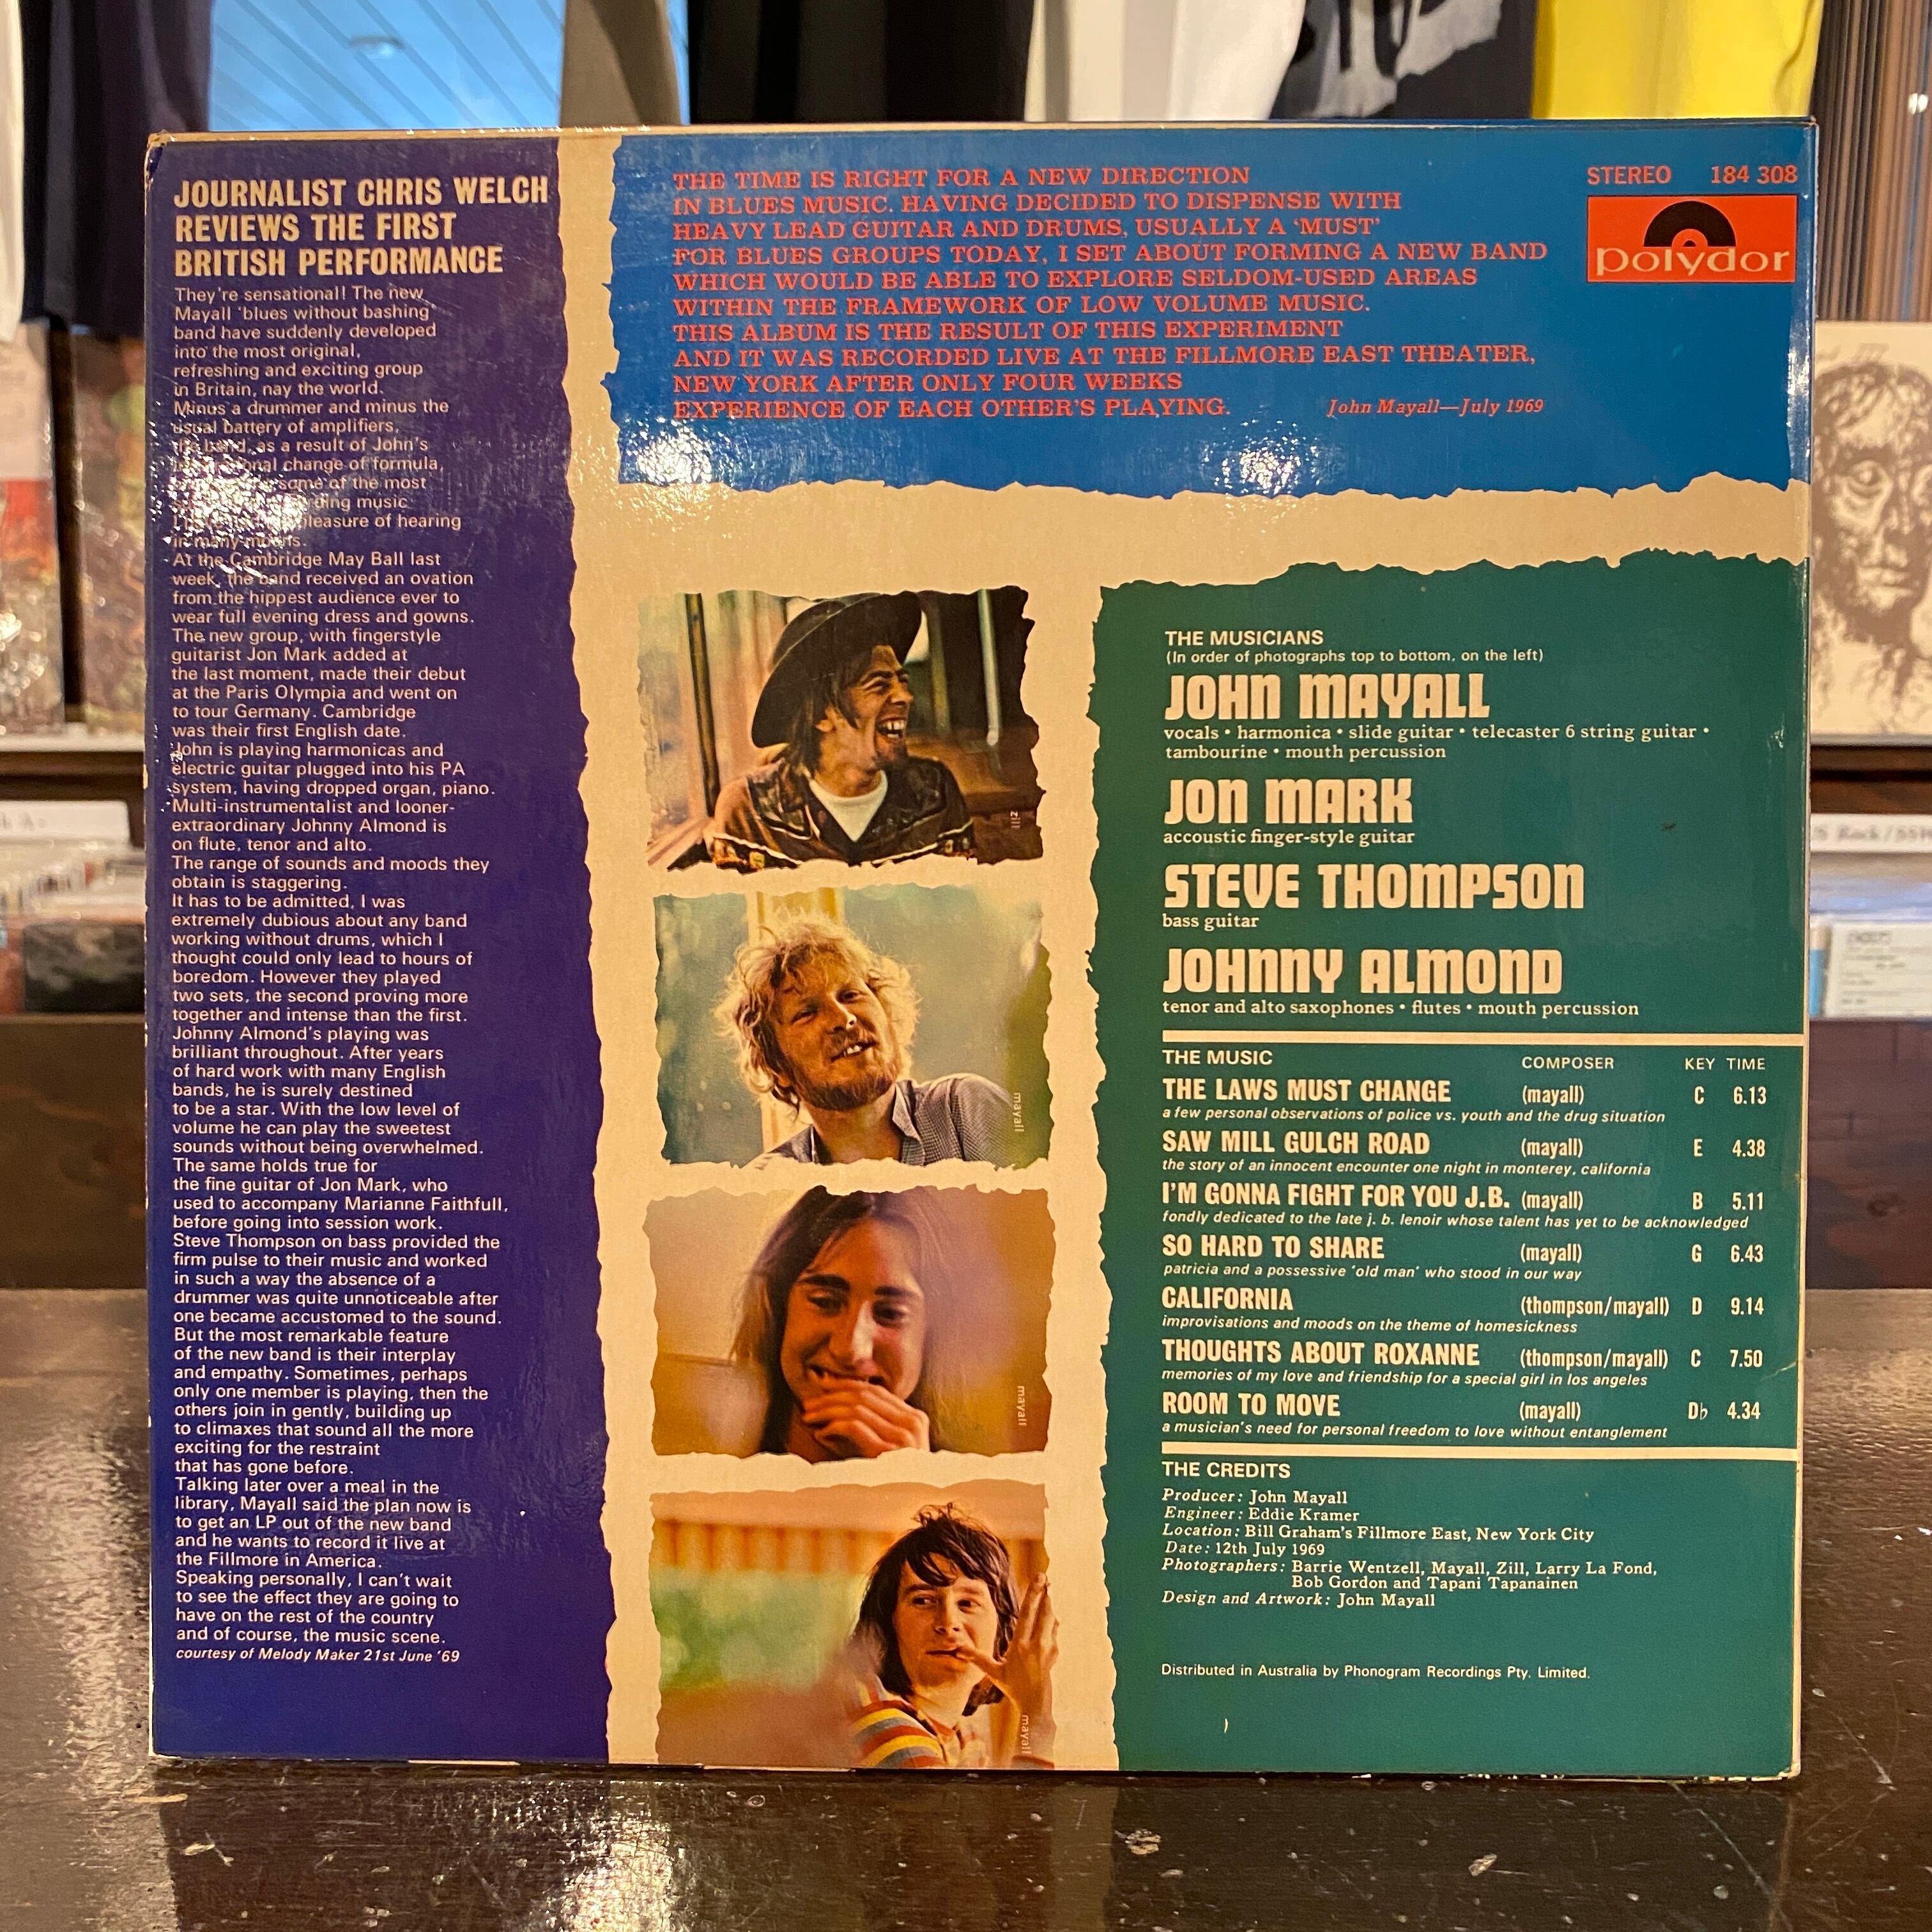 JOURNALIST CHRIS WELCH
REVIEWS THE FIRST
BRITISH PERFORMANCE
They're sensational! The new
Mayall 'blues without bashing'
band have suddenly developed
into the most original,
refreshing and exciting group
in Britain, nay the world.
Minus a drummer and minus the
usual battery of amplifiers,
the band, as a result of John's
change of formula,
some of the most
music
pleasure of hearing
in many moons.
At the Cambridge May Ball last
week, the band received an ovation
from the hippest audience ever to
wear full evening dress and gowns.
The new group, with fingerstyle
guitarist Jon Mark added at
the last moment, made their debut
at the Paris Olympia and went on
to tour Germany. Cambridge
was their first English date.
John is playing harmonicas and
electric guitar plugged into his PA
system, having dropped organ, piano.
Multi-instrumentalist and looner-
extraordinary Johnny Almond is
on flute, tenor and alto.
The range of sounds and moods they
obtain is staggering.
It has to be admitted, I was
extremely dubious about any band
working without drums, which I
thought could only lead to hours of
boredom. However they played
two sets, the second proving more
together and intense than the first.
Johnny Almond's playing was
brilliant throughout. After years
of hard work with many English
bands, he is surely destined
to be a star. With the low level of
volume he can play the sweetest
sounds without being overwhelmed.
The same holds true for
the fine guitar of Jon Mark, who
used to accompany Marianne Faithfull,
before going into session work.
Steve Thompson on bass provided the
firm pulse to their music and worked
in such a way the absence of a
drummer was quite unnoticeable after
one became accustomed to the sound.
But the most remarkable feature
of the new band is their interplay
and empathy. Sometimes, perhaps
only one member is playing, then the
others join in gently, building up
to climaxes that sound all the more
exciting for the restraint
that has gone before.
Talking later over a meal in the
library, Mayall said the plan now is
to get an LP out of the new band
and he wants to record it live at
the Fillmore in America.
Speaking personally, I can't wait
to see the effect they are going to
have on the rest of the country
and of course, the music scene.
courtesy of Melody Maker 21st June '69
THE TIME IS RIGHT FOR A NEW DIRECTION
IN BLUES MUSIC. HAVING DECIDED TO DISPENSE WITH
HEAVY LEAD GUITAR AND DRUMS, USUALLY A 'MUST'
FOR BLUES GROUPS TODAY, I SET ABOUT FORMING A NEW BAND
WHICH WOULD BE ABLE TO EXPLORE SELDOM-USED AREAS
WITHIN THE FRAMEWORK OF LOW VOLUME MUSIC.
THIS ALBUM IS THE RESULT OF THIS EXPERIMENT
AND IT WAS RECORDED LIVE AT THE FILLMORE EAST THEATER,
NEW YORK AFTER ONLY FOUR WEEKS
EXPERIENCE OF EACH OTHER'S PLAYING. John Mayall—July 1969
STEREO 184 308
polydor
zill
mayall
mayall
mayall
THE MUSICIANS
(In order of photographs top to bottom, on the left)
JOHN MAYALL
vocals • harmonica • slide guitar • telecaster 6 string guitar •
tambourine • mouth percussion
JON MARK
accoustic finger-style guitar
STEVE THOMPSON
bass guitar
JOHNNY ALMOND
tenor and alto saxophones • flutes • mouth percussion
THE MUSIC COMPOSER KEY TIME
THE LAWS MUST CHANGE (mayall) C 6.13
a few personal observations of police vs. youth and the drug situation
SAW MILL GULCH ROAD (mayall) E 4.38
the story of an innocent encounter one night in monterey, california
I'M GONNA FIGHT FOR YOU J.B. (mayall) B 5.11
fondly dedicated to the late j. b. lenoir whose talent has yet to be acknowledged
SO HARD TO SHARE (mayall) G 6.43
patricia and a possessive 'old man' who stood in our way
CALIFORNIA (thompson/mayall) D 9.14
improvisations and moods on the theme of homesickness
THOUGHTS ABOUT ROXANNE (thompson/mayall) C 7.50
memories of my love and friendship for a special girl in los angeles
ROOM TO MOVE (mayall) D♭ 4.34
a musician's need for personal freedom to love without entanglement
THE CREDITS
Producer: John Mayall
Engineer: Eddie Kramer
Location: Bill Graham's Fillmore East, New York City
Date: 12th July 1969
Photographers: Barrie Wentzell, Mayall, Zill, Larry La Fond,
Bob Gordon and Tapani Tapanainen
Design and Artwork: John Mayall
Distributed in Australia by Phonogram Recordings Pty. Limited.